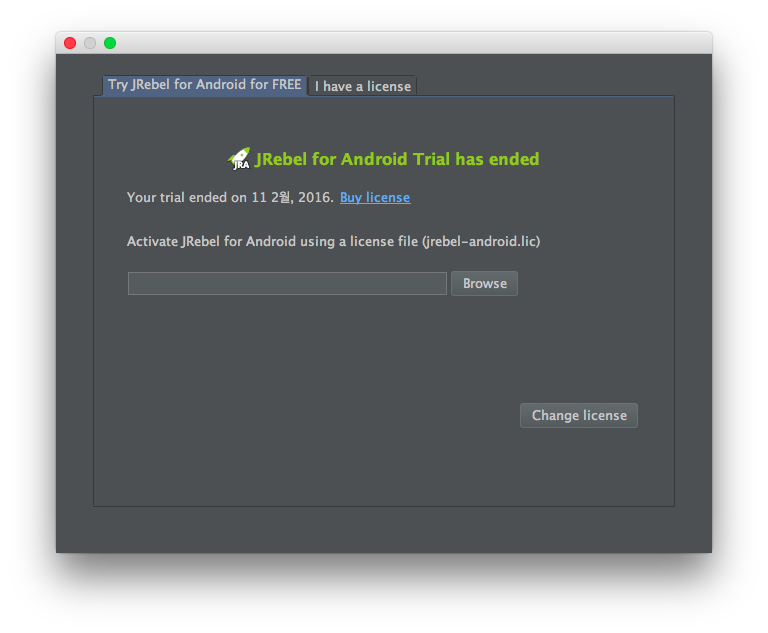 Try JRebel for Android for FREE
I have a license
JRA JRebel for Android Trial has ended
Your trial ended on 11 2월, 2016. Buy license
Activate JRebel for Android using a license file (jrebel-android.lic)
Browse
Change license